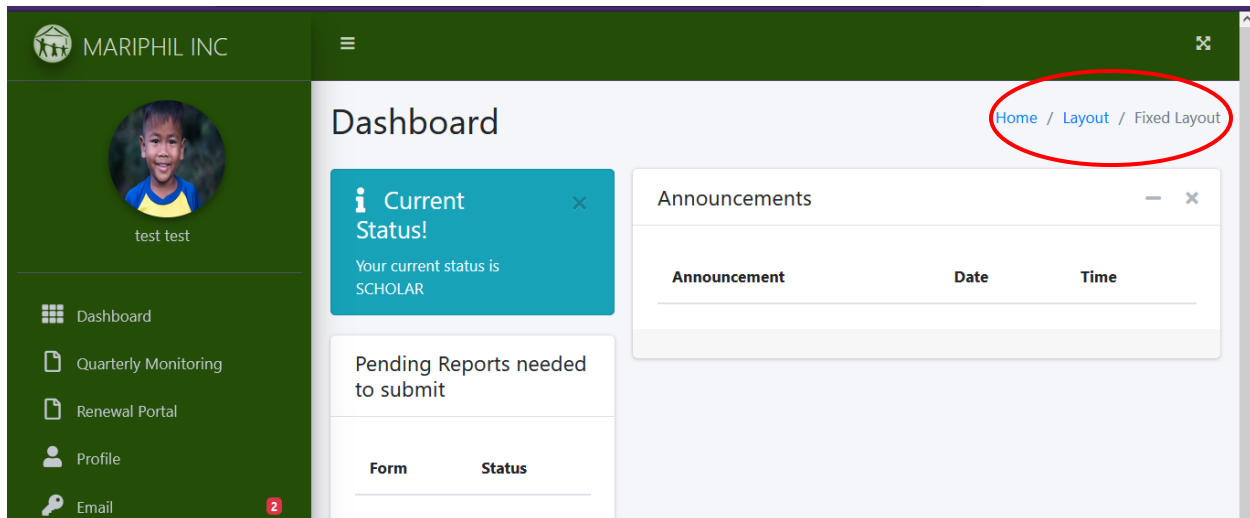 MARIPHIL INC
test test
Dashboard
Quarterly Monitoring
Renewal Portal
Profile
Email 2
Dashboard
Home / Layout / Fixed Layout
Current
Status!
Your current status is
SCHOLAR
Pending Reports needed
to submit
Form Status
Announcements
Announcement Date Time